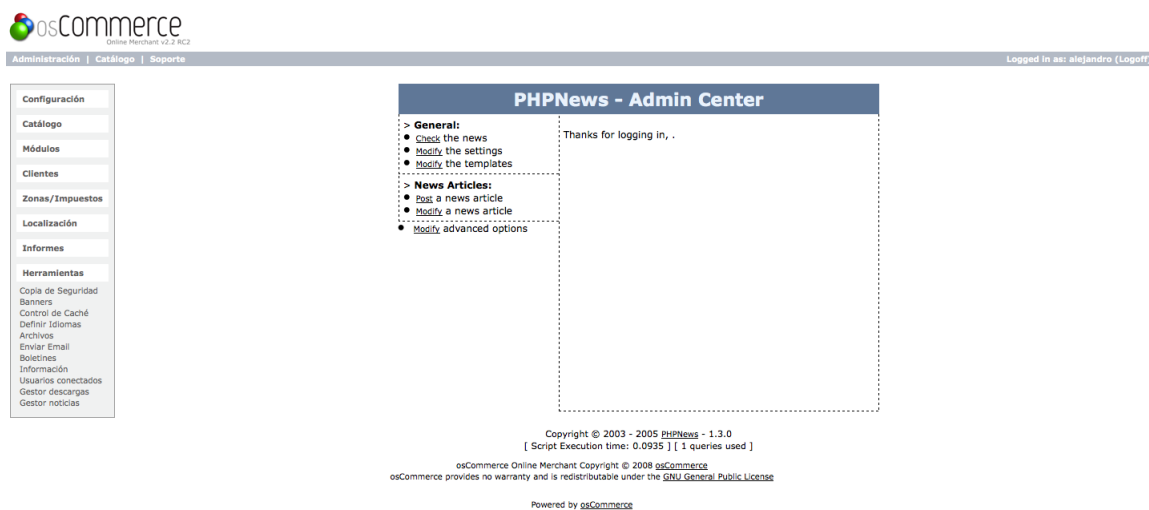 osCommerce
Online Merchant v2.2 RC2
Administración | Catálogo | Soporte
Logged in as: alejandro (Logoff)
Configuración
Catálogo
Módulos
Clientes
Zonas/Impuestos
Localización
Informes
Herramientas
Copia de Seguridad
Banners
Control de Caché
Definir Idiomas
Archivos
Enviar Email
Boletines
Información
Usuarios conectados
Gestor descargas
Gestor noticias
PHPNews - Admin Center
> General:
• Check the news
• Modify the settings
• Modify the templates
> News Articles:
• Post a news article
• Modify a news article
• Modify advanced options
Thanks for logging in, .
Copyright © 2003 - 2005 PHPNews - 1.3.0
[ Script Execution time: 0.0935 ] [ 1 queries used ]
osCommerce Online Merchant Copyright © 2008 osCommerce
osCommerce provides no warranty and is redistributable under the GNU General Public License
Powered by osCommerce